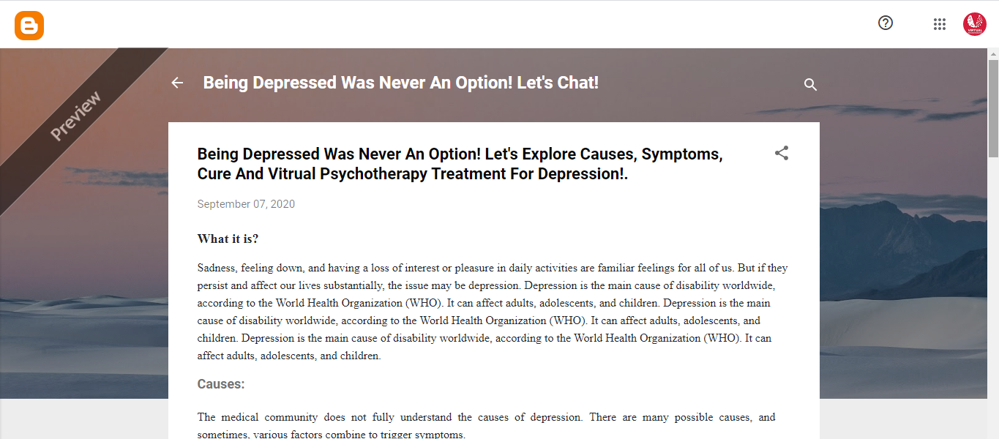 Preview
Being Depressed Was Never An Option! Let's Chat!
Being Depressed Was Never An Option! Let's Explore Causes, Symptoms,
Cure And Vitrual Psychotherapy Treatment For Depression!.
September 07, 2020
What it is?
Sadness, feeling down, and having a loss of interest or pleasure in daily activities are familiar feelings for all of us. But if they
persist and affect our lives substantially, the issue may be depression. Depression is the main cause of disability worldwide,
according to the World Health Organization (WHO). It can affect adults, adolescents, and children. Depression is the main
cause of disability worldwide, according to the World Health Organization (WHO). It can affect adults, adolescents, and
children. Depression is the main cause of disability worldwide, according to the World Health Organization (WHO). It can
affect adults, adolescents, and children.
Causes:
The medical community does not fully understand the causes of depression. There are many possible causes, and
sometimes, various factors combine to trigger symptoms.